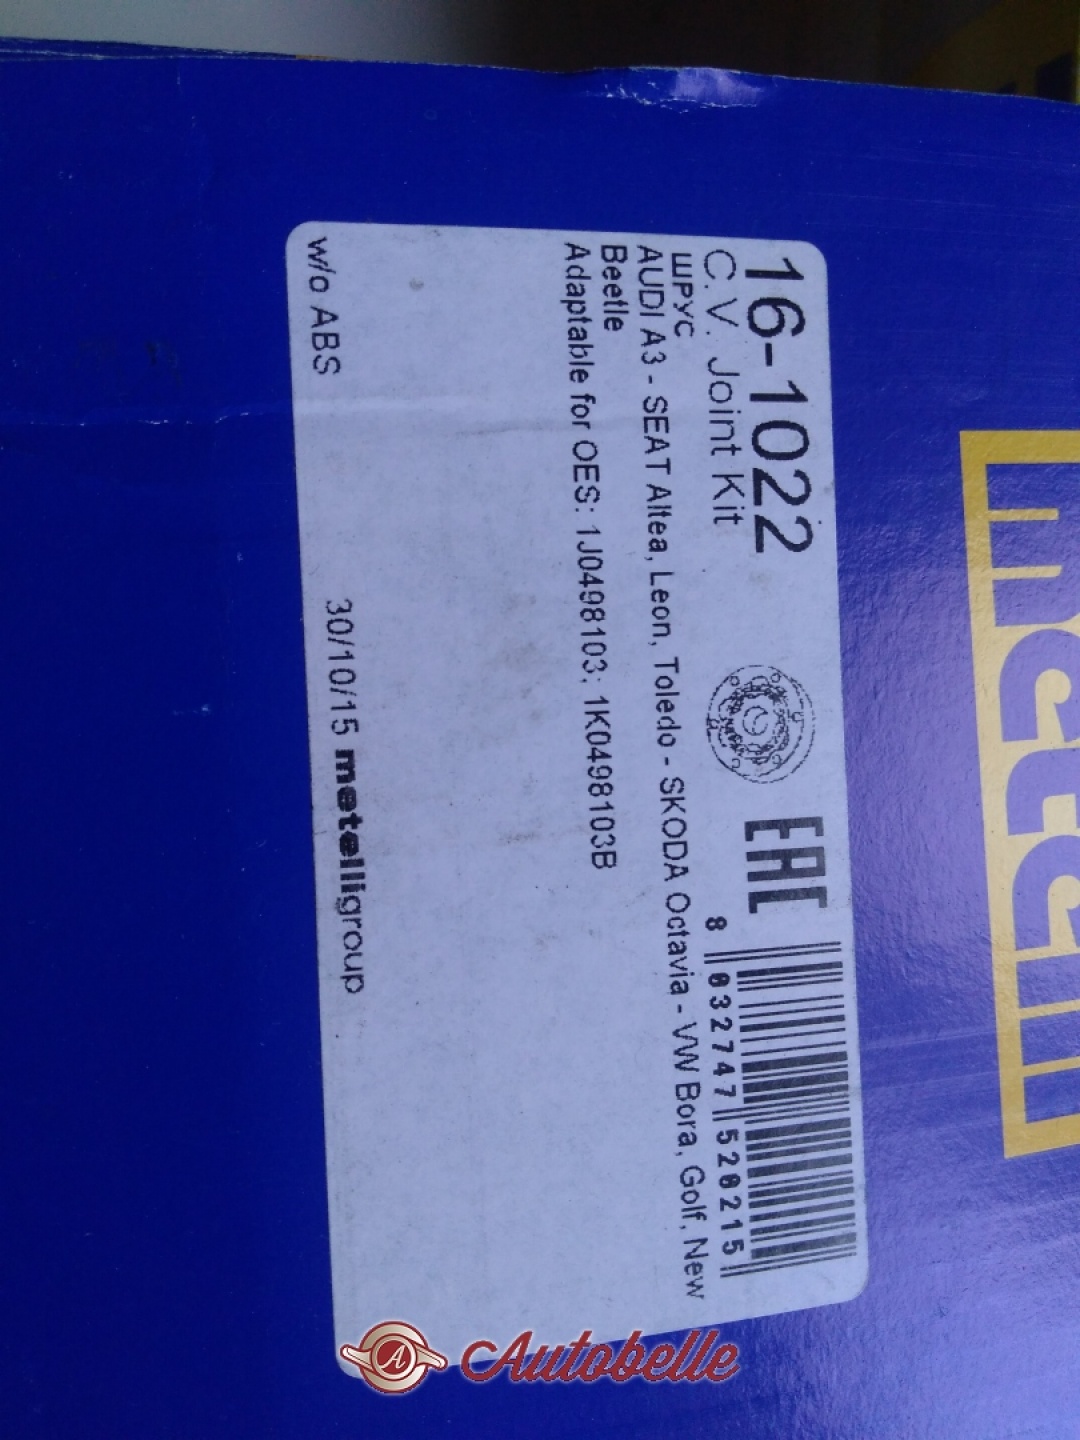 16-1022
C.V. Joint Kit
ШРУС
AUDI A3 - SEAT Altea, Leon, Toledo - SKODA Octavia - VW Bora, Golf, New
Beetle
Adaptable for OES: 1J0498103; 1K0498103B
w/o ABS
30/10/15 metelligroup
EAC
8 032747 520215
metelli
Autobelle
A